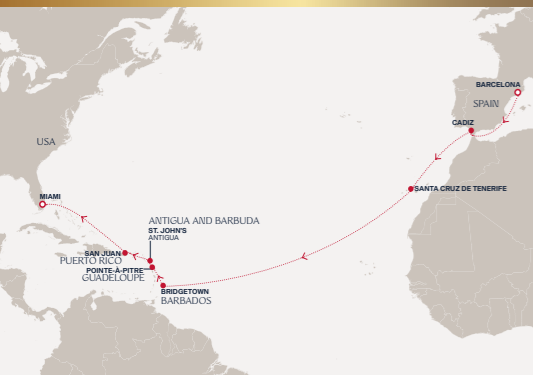 BARCELONA
SPAIN
CADIZ
USA
SANTA CRUZ DE TENERIFE
MIAMI
ANTIGUA AND BARBUDA
ST. JOHN'S
ANTIGUA
SAN JUAN
PUERTO RICO
POINTE-À-PITRE
GUADELOUPE
BRIDGETOWN
BARBADOS